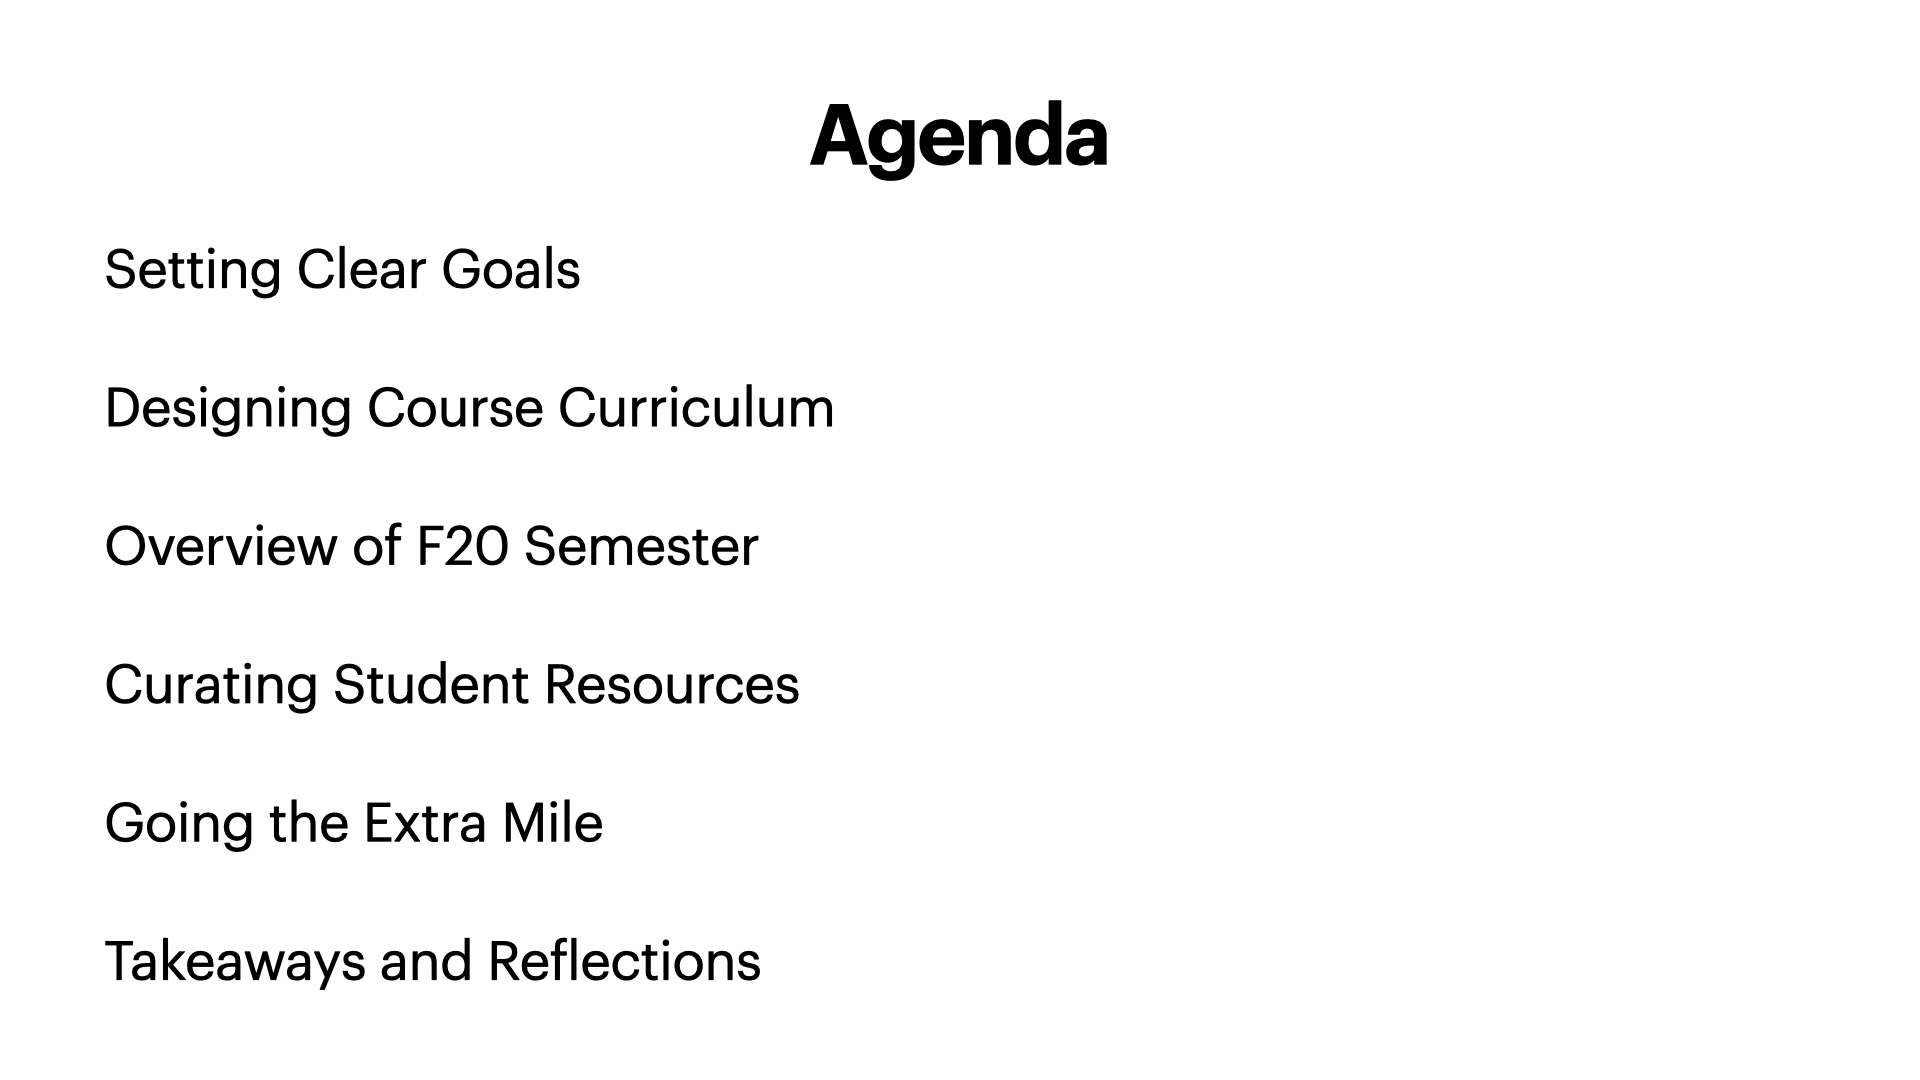 Agenda
Setting Clear Goals
Designing Course Curriculum
Overview of F20 Semester
Curating Student Resources
Going the Extra Mile
Takeaways and Reflections